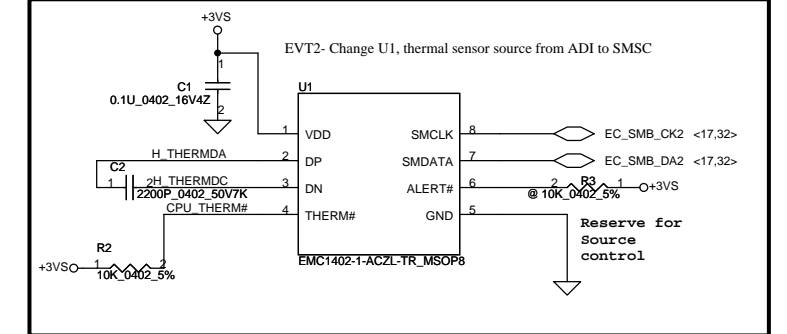 +3VS
EVT2- Change U1, thermal sensor source from ADI to SMSC
1
C1
0.1U_0402_16V4Z
2
U1
1 VDD SMCLK 8 EC_SMB_CK2 <17,32>
H_THERMDA 2 DP SMDATA 7 EC_SMB_DA2 <17,32>
C2
1 2 H_THERMDC 3 DN ALERT# 6 2 R3 1 +3VS
2200P_0402_50V7K
@ 10K_0402_5%
CPU_THERM# 4 THERM# GND 5
Reserve for
Source
control
R2
+3VS 1 2
10K_0402_5%
EMC1402-1-ACZL-TR_MSOP8